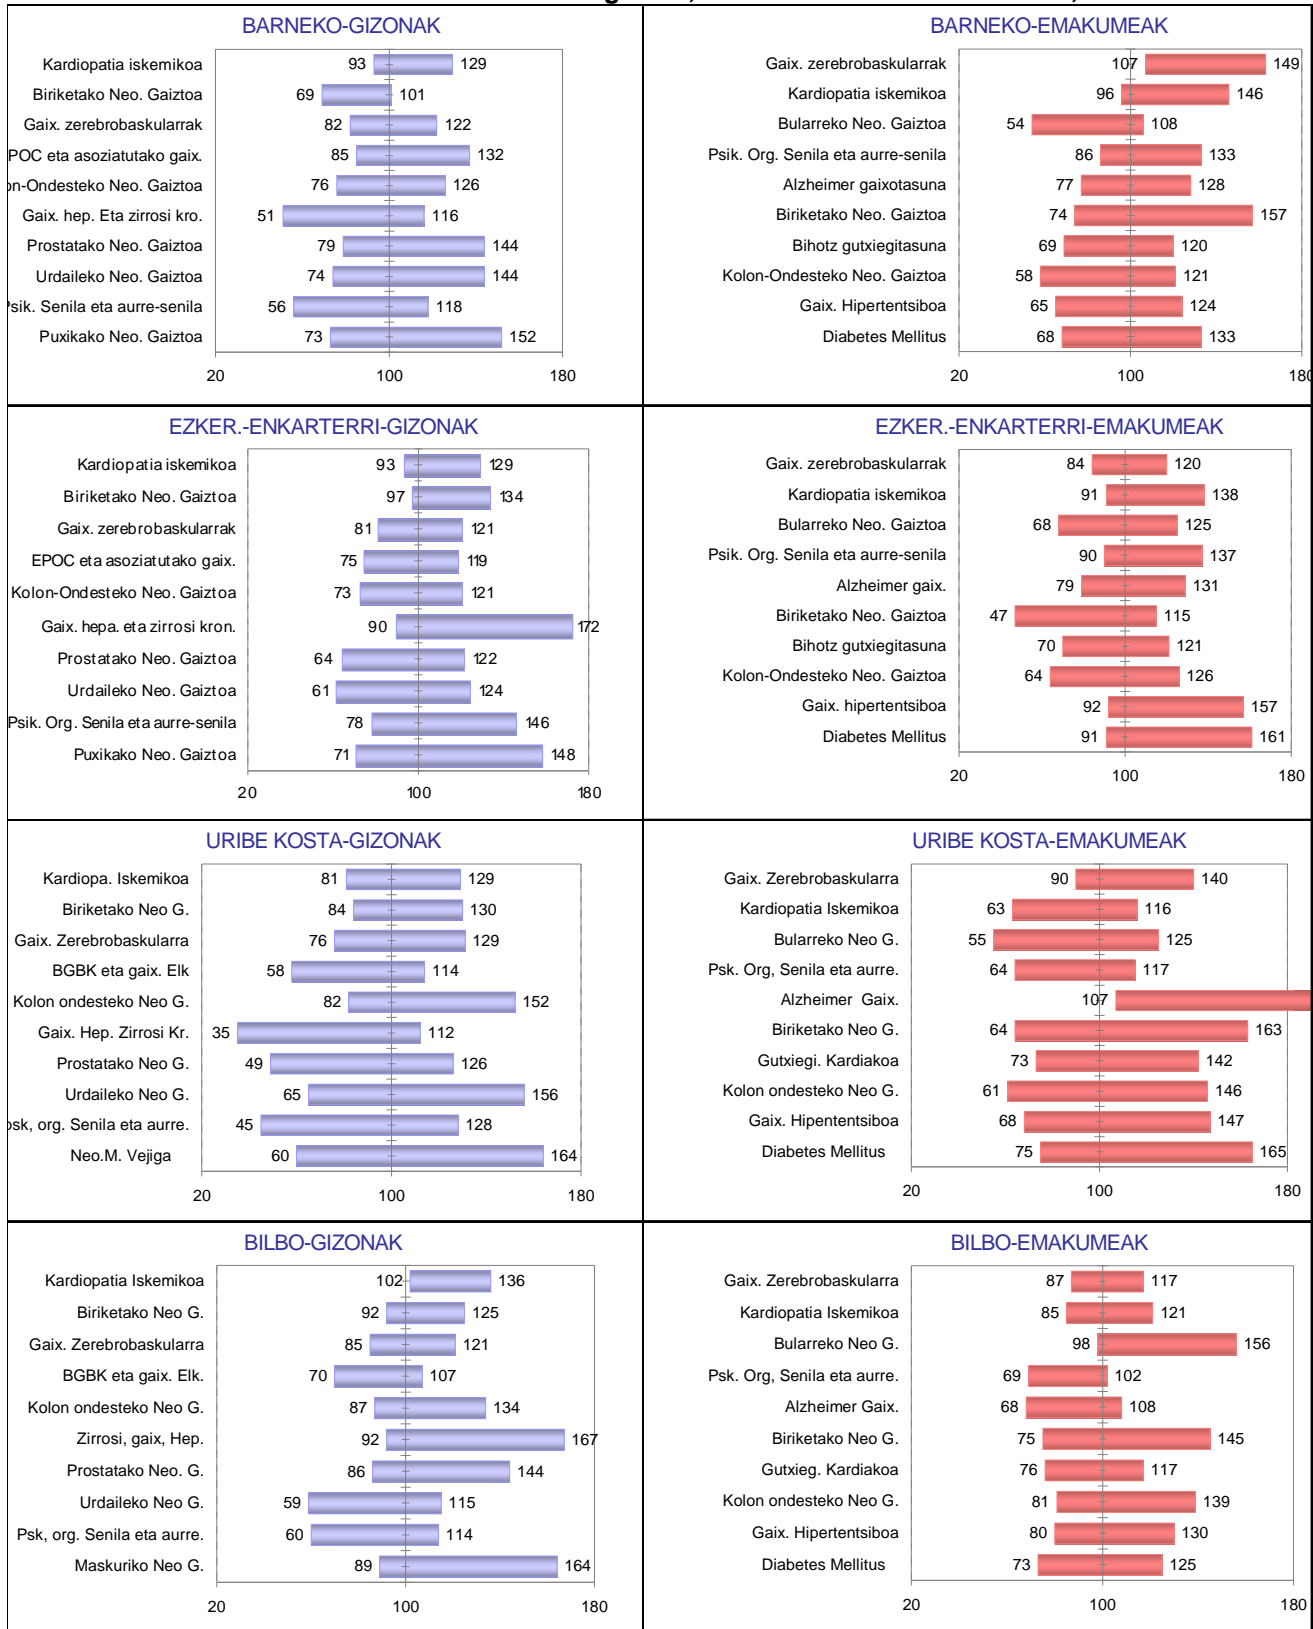 BARNEKO-GIZONAK
Kardiopatia iskemikoa 93 129
Biriketako Neo. Gaiztoa 69 101
Gaix. zerebrobaskularrak 82 122
POC eta asoziatutako gaix. 85 132
on-Ondesteko Neo. Gaiztoa 76 126
Gaix. hep. Eta zirrosi kro. 51 116
Prostatako Neo. Gaiztoa 79 144
Urdaileko Neo. Gaiztoa 74 144
Psik. Senila eta aurre-senila 56 118
Puxikako Neo. Gaiztoa 73 152
20 100 180
BARNEKO-EMAKUMEAK
Gaix. zerebrobaskularrak 107 149
Kardiopatia iskemikoa 96 146
Bularreko Neo. Gaiztoa 54 108
Psik. Org. Senila eta aurre-senila 86 133
Alzheimer gaixotasuna 77 128
Biriketako Neo. Gaiztoa 74 157
Bihotz gutxiegitasuna 69 120
Kolon-Ondesteko Neo. Gaiztoa 58 121
Gaix. Hipertentsiboa 65 124
Diabetes Mellitus 68 133
20 100 180
EZKER.-ENKARTERRI-GIZONAK
Kardiopatia iskemikoa 93 129
Biriketako Neo. Gaiztoa 97 134
Gaix. zerebrobaskularrak 81 121
EPOC eta asoziatutako gaix. 75 119
Kolon-Ondesteko Neo. Gaiztoa 73 121
Gaix. hepa. eta zirrosi kron. 90 172
Prostatako Neo. Gaiztoa 64 122
Urdaileko Neo. Gaiztoa 61 124
Psik. Org. Senila eta aurre-senila 78 146
Puxikako Neo. Gaiztoa 71 148
20 100 180
EZKER.-ENKARTERRI-EMAKUMEAK
Gaix. zerebrobaskularrak 84 120
Kardiopatia iskemikoa 91 138
Bularreko Neo. Gaiztoa 68 125
Psik. Org. Senila eta aurre-senila 90 137
Alzheimer gaix. 79 131
Biriketako Neo. Gaiztoa 47 115
Bihotz gutxiegitasuna 70 121
Kolon-Ondesteko Neo. Gaiztoa 64 126
Gaix. hipertentsiboa 92 157
Diabetes Mellitus 91 161
20 100 180
URIBE KOSTA-GIZONAK
Kardiopa. Iskemikoa 81 129
Biriketako Neo G. 84 130
Gaix. Zerebrobaskularra 76 129
BGBK eta gaix. Elk 58 114
Kolon ondesteko Neo G. 82 152
Gaix. Hep. Zirrosi Kr. 35 112
Prostatako Neo G. 49 126
Urdaileko Neo G. 65 156
osk, org. Senila eta aurre. 45 128
Neo.M. Vejiga 60 164
20 100 180
URIBE KOSTA-EMAKUMEAK
Gaix. Zerebrobaskularra 90 140
Kardiopatia Iskemikoa 63 116
Bularreko Neo G. 55 125
Psk. Org, Senila eta aurre. 64 117
Alzheimer Gaix. 107
Biriketako Neo G. 64 163
Gutxiegi. Kardiakoa 73 142
Kolon ondesteko Neo G. 61 146
Gaix. Hipententsiboa 68 147
Diabetes Mellitus 75 165
20 100 180
BILBO-GIZONAK
Kardiopatia Iskemikoa 102 136
Biriketako Neo G. 92 125
Gaix. Zerebrobaskularra 85 121
BGBK eta gaix. Elk. 70 107
Kolon ondesteko Neo G. 87 134
Zirrosi, gaix, Hep. 92 167
Prostatako Neo. G. 86 144
Urdaileko Neo G. 59 115
Psk, org. Senila eta aurre. 60 114
Maskuriko Neo G. 89 164
20 100 180
BILBO-EMAKUMEAK
Gaix. Zerebrobaskularra 87 117
Kardiopatia Iskemikoa 85 121
Bularreko Neo G. 98 156
Psk. Org, Senila eta aurre. 69 102
Alzheimer Gaix. 68 108
Biriketako Neo G. 75 145
Gutxieg. Kardiakoa 76 117
Kolon ondesteko Neo G. 81 139
Gaix. Hipertentsiboa 80 130
Diabetes Mellitus 73 125
20 100 180